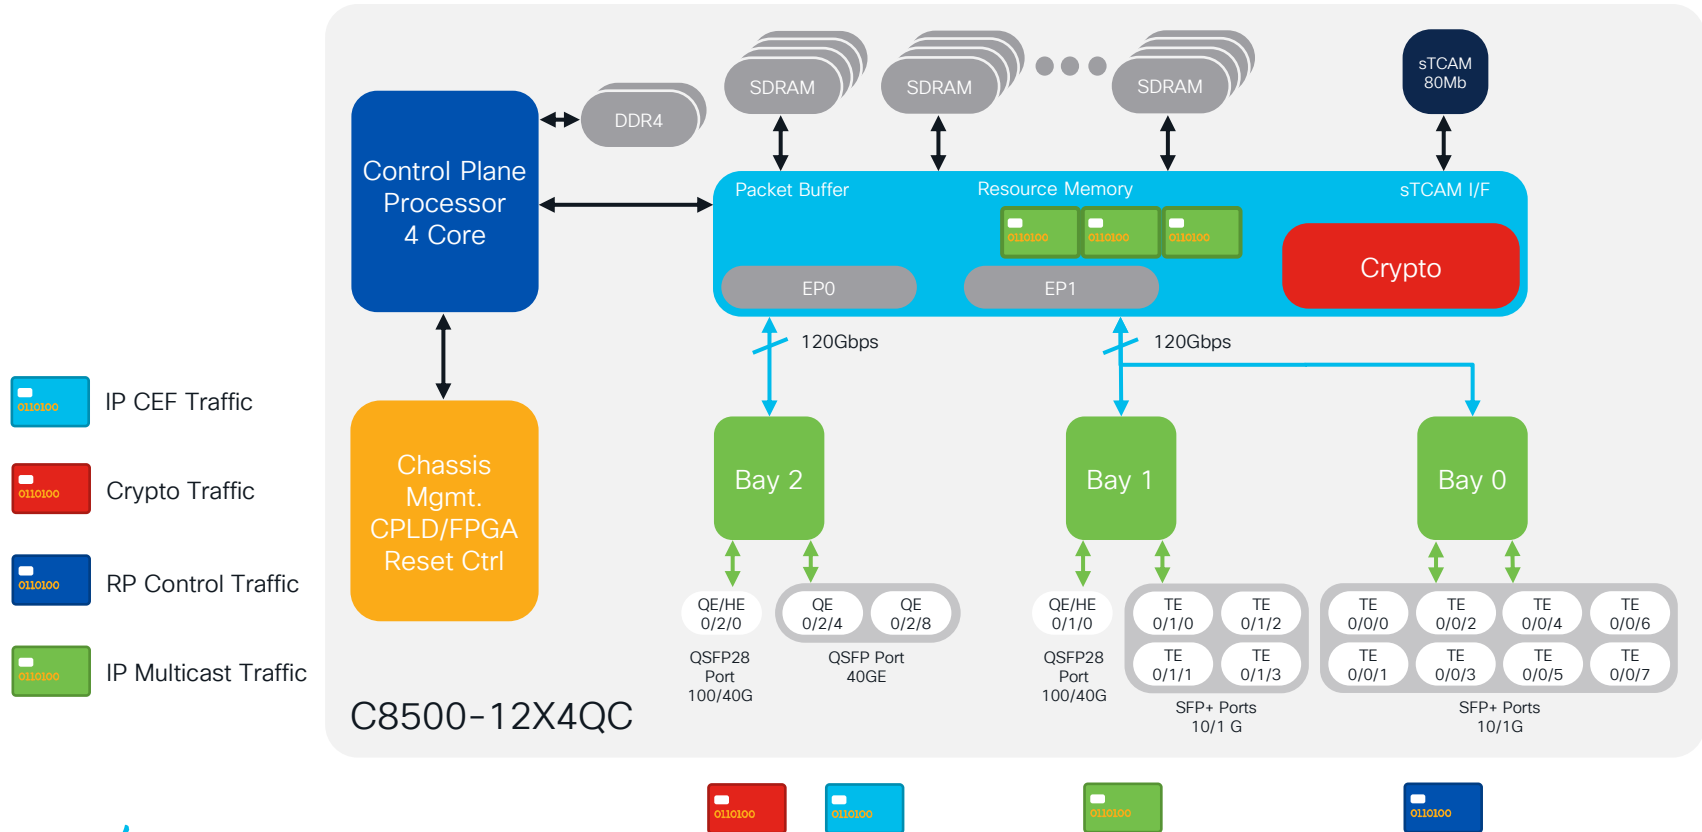 SDRAM
SDRAM
SDRAM
sTCAM
80Mb
DDR4
Control Plane
Processor
4 Core
Packet Buffer
Resource Memory
sTCAM I/F
0110100
0110100
0110100
Crypto
EP0
EP1
120Gbps
120Gbps
0110100
IP CEF Traffic
0110100
Crypto Traffic
0110100
RP Control Traffic
0110100
IP Multicast Traffic
Chassis
Mgmt.
CPLD/FPGA
Reset Ctrl
Bay 2
Bay 1
Bay 0
QE/HE
0/2/0
QE
0/2/4
QE
0/2/8
QSFP28
Port
100/40G
QSFP Port
40GE
QE/HE
0/1/0
TE
0/1/0
TE
0/1/2
TE
0/1/1
TE
0/1/3
QSFP28
Port
100/40G
SFP+ Ports
10/1 G
TE
0/0/0
TE
0/0/2
TE
0/0/4
TE
0/0/6
TE
0/0/1
TE
0/0/3
TE
0/0/5
TE
0/0/7
SFP+ Ports
10/1G
C8500-12X4QC
0110100
0110100
0110100
0110100